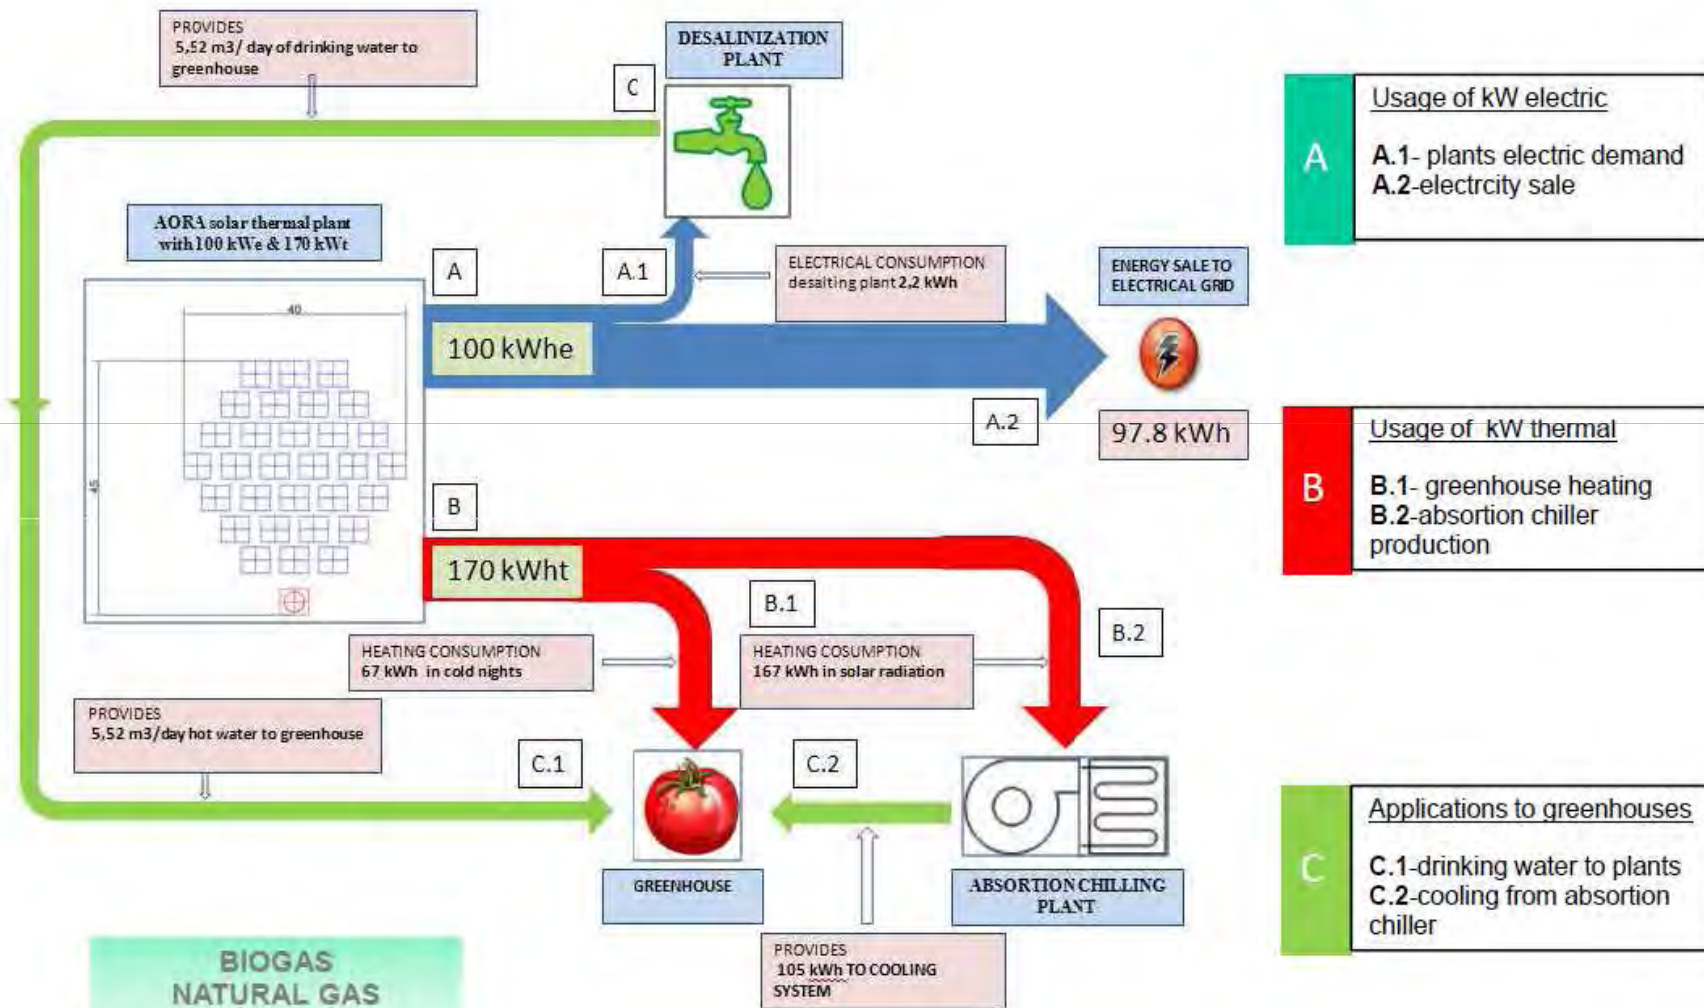 PROVIDES
5,52 m3/ day of drinking water to
greenhouse
DESALINIZATION
PLANT
C
AORA solar thermal plant
with 100 kWe & 170 kWt
A
A.1
ELECTRICAL CONSUMPTION
desalting plant 2,2 kWh
ENERGY SALE TO
ELECTRICAL GRID
40
45
100 kWhe
A.2
97.8 kWh
B
170 kWht
B.1
B.2
HEATING CONSUMPTION
67 kWh in cold nights
HEATING COSUMPTION
167 kWh in solar radiation
PROVIDES
5,52 m3/day hot water to greenhouse
C.1
C.2
GREENHOUSE
ABSORTION CHILLING
PLANT
PROVIDES
105 kWh TO COOLING
SYSTEM
BIOGAS
NATURAL GAS
A
Usage of kW electric
A.1- plants electric demand
A.2-electrcity sale
B
Usage of kW thermal
B.1- greenhouse heating
B.2-absortion chiller
production
C
Applications to greenhouses
C.1-drinking water to plants
C.2-cooling from absortion
chiller